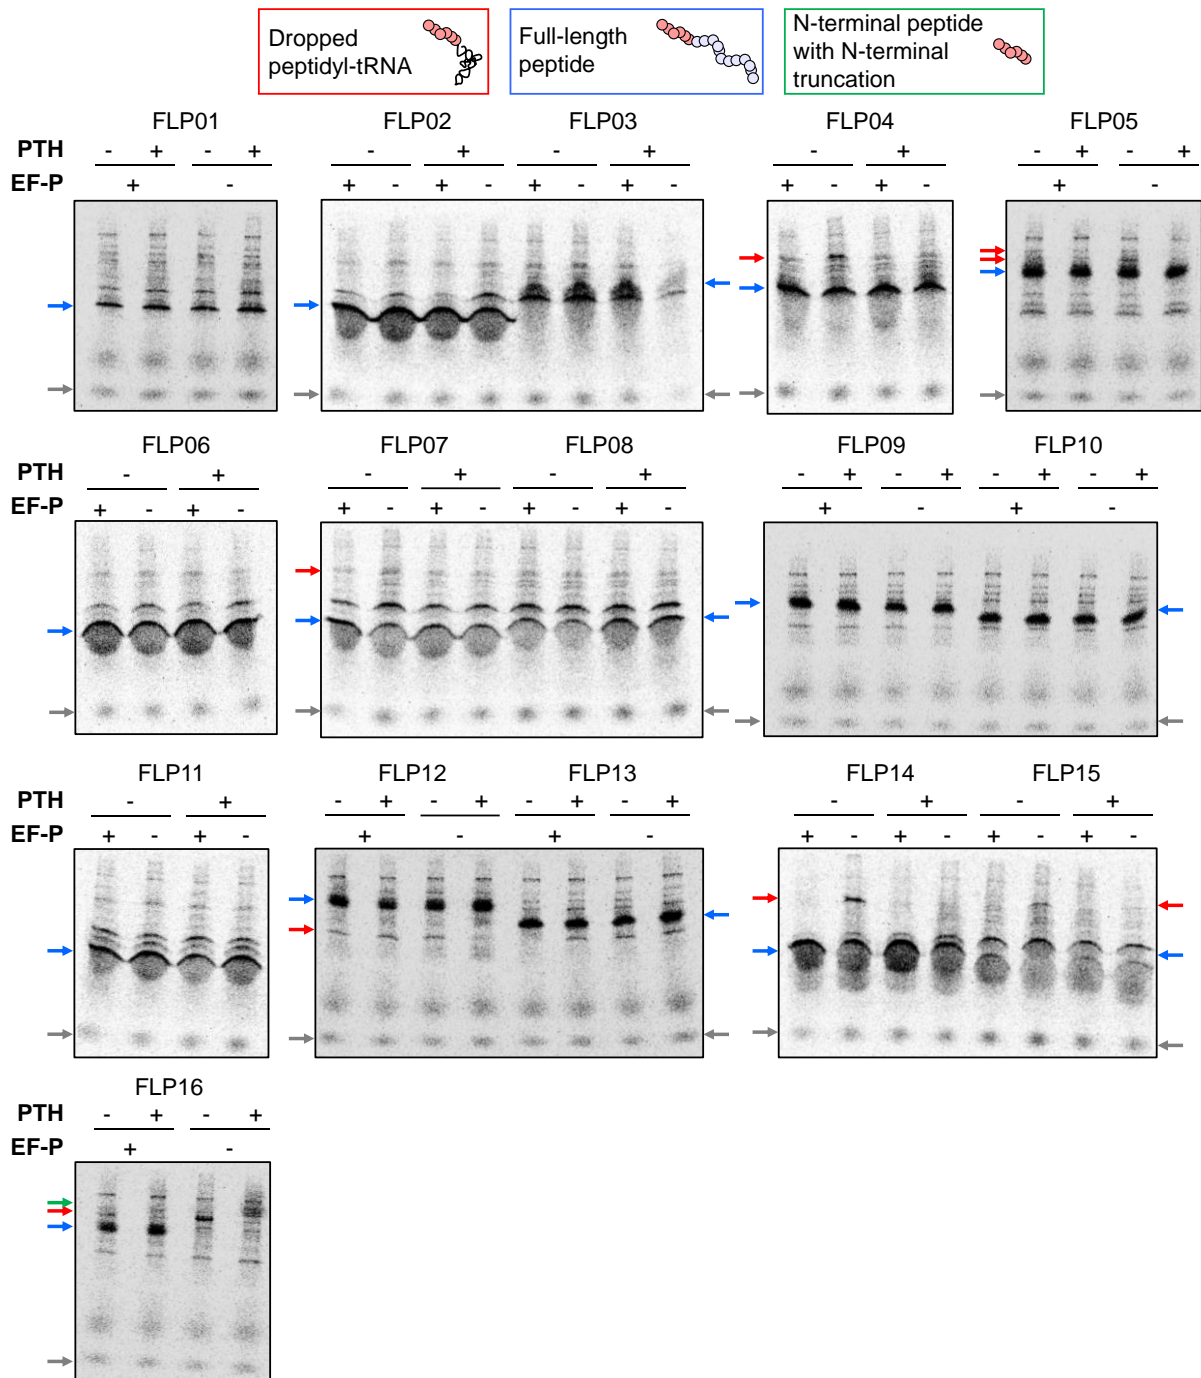 Dropped
peptidyl-tRNA
Full-length
peptide
N-terminal peptide
with N-terminal
truncation
FLP01 FLP02 FLP03 FLP04 FLP05
PTH - + - + - + - + - + - + - +
EF-P + - + - + - + - + - + - + - + -
FLP06 FLP07 FLP08 FLP09 FLP10
PTH - + - + - + - + - + - + - +
EF-P + - + - + - + - + - + - + - + -
FLP11 FLP12 FLP13 FLP14 FLP15
PTH - + - + - + - + - + - + - +
EF-P + - + - + - + - + - + - + - + -
FLP16
PTH - + - +
EF-P + -